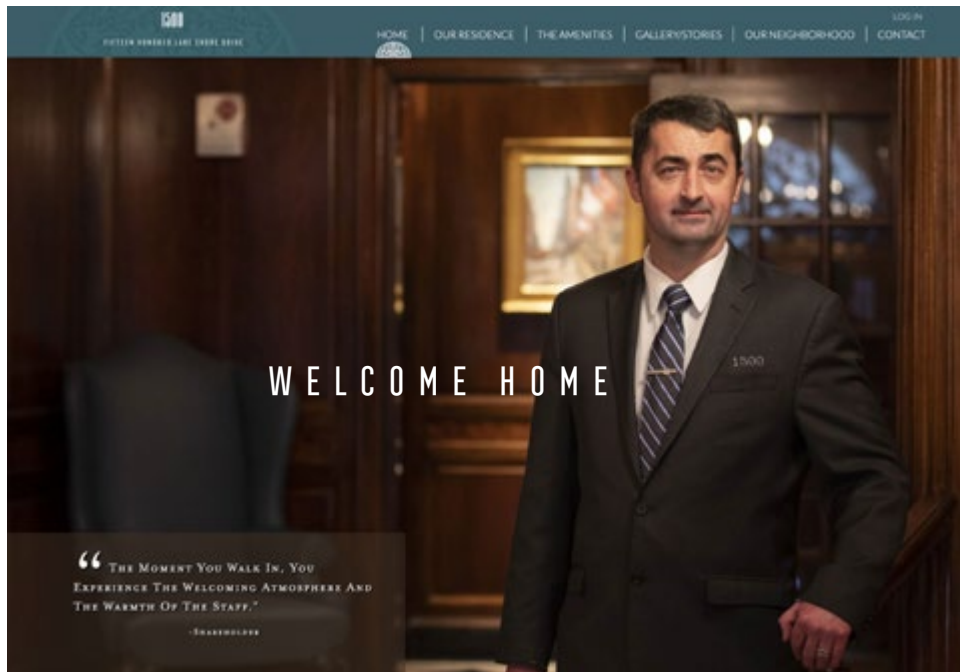 1500
FIFTEEN HUNDRED LAKE SHORE DRIVE
LOG IN
HOME | OUR RESIDENCE | THE AMENITIES | GALLERY/STORIES | OUR NEIGHBORHOOD | CONTACT
1500
WELCOME HOME
“ The Moment You Walk In, You
Experience The Welcoming Atmosphere And
The Warmth Of The Staff."
-Shareholder